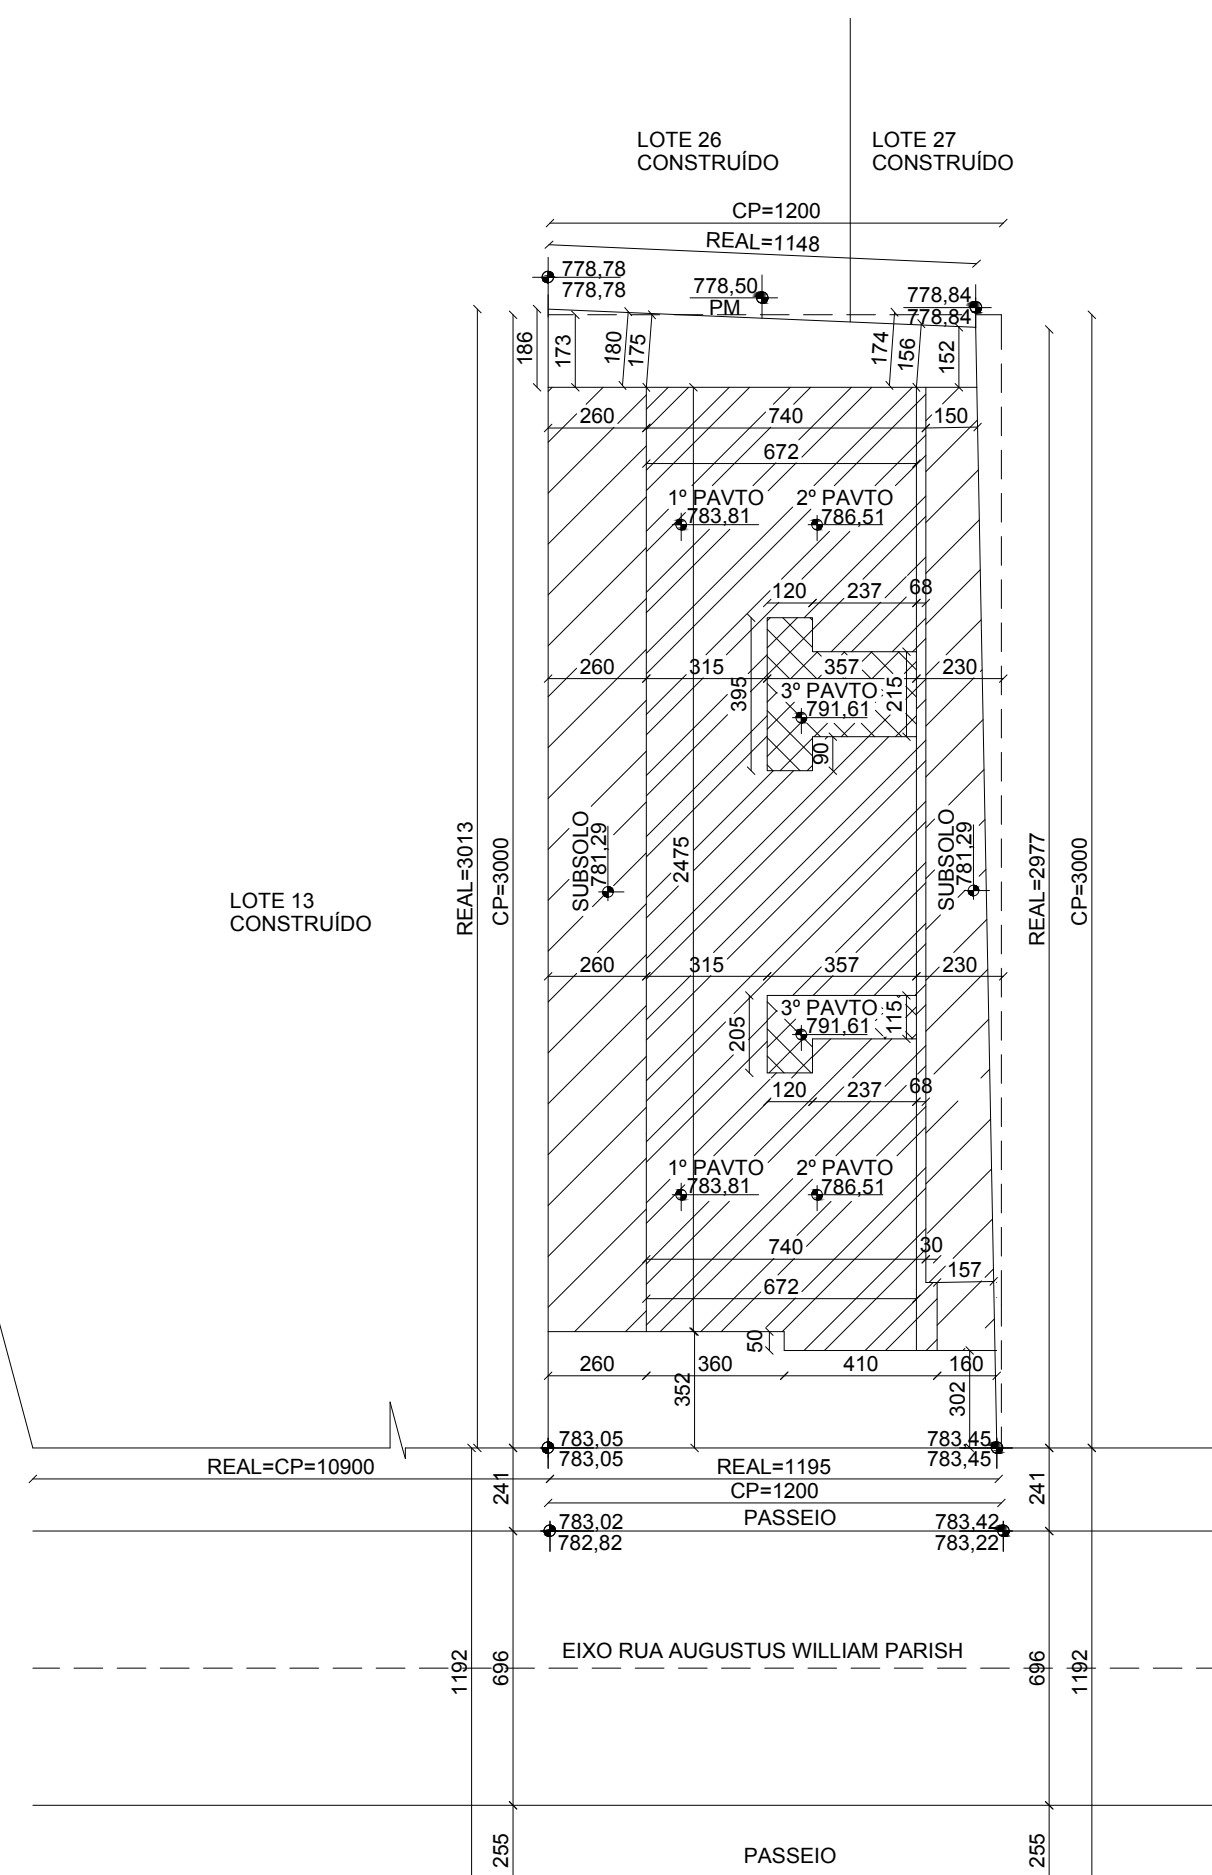 LOTE 26
CONSTRUÍDO
LOTE 27
CONSTRUÍDO
CP=1200
REAL=1148
778,78
778,78
778,50
PM
778,84
778,84
186
173
180
175
174
156
152
260
740
150
672
1º PAVTO
783,81
2º PAVTO
786,51
120
237
68
260
315
357
230
395
215
3º PAVTO
791,61
90
LOTE 13
CONSTRUÍDO
REAL=3013
CP=3000
SUBSOLO
781,29
2475
SUBSOLO
781,29
REAL=2977
CP=3000
260
315
357
230
205
3º PAVTO
791,61
115
120
237
68
1º PAVTO
783,81
2º PAVTO
786,51
740
30
157
672
50
260
360
410
160
352
302
783,05
783,05
783,45
783,45
REAL=CP=10900
REAL=1195
241
CP=1200
241
PASSEIO
783,02
782,82
783,42
783,22
EIXO RUA AUGUSTUS WILLIAM PARISH
1192
696
696
1192
255
PASSEIO
255